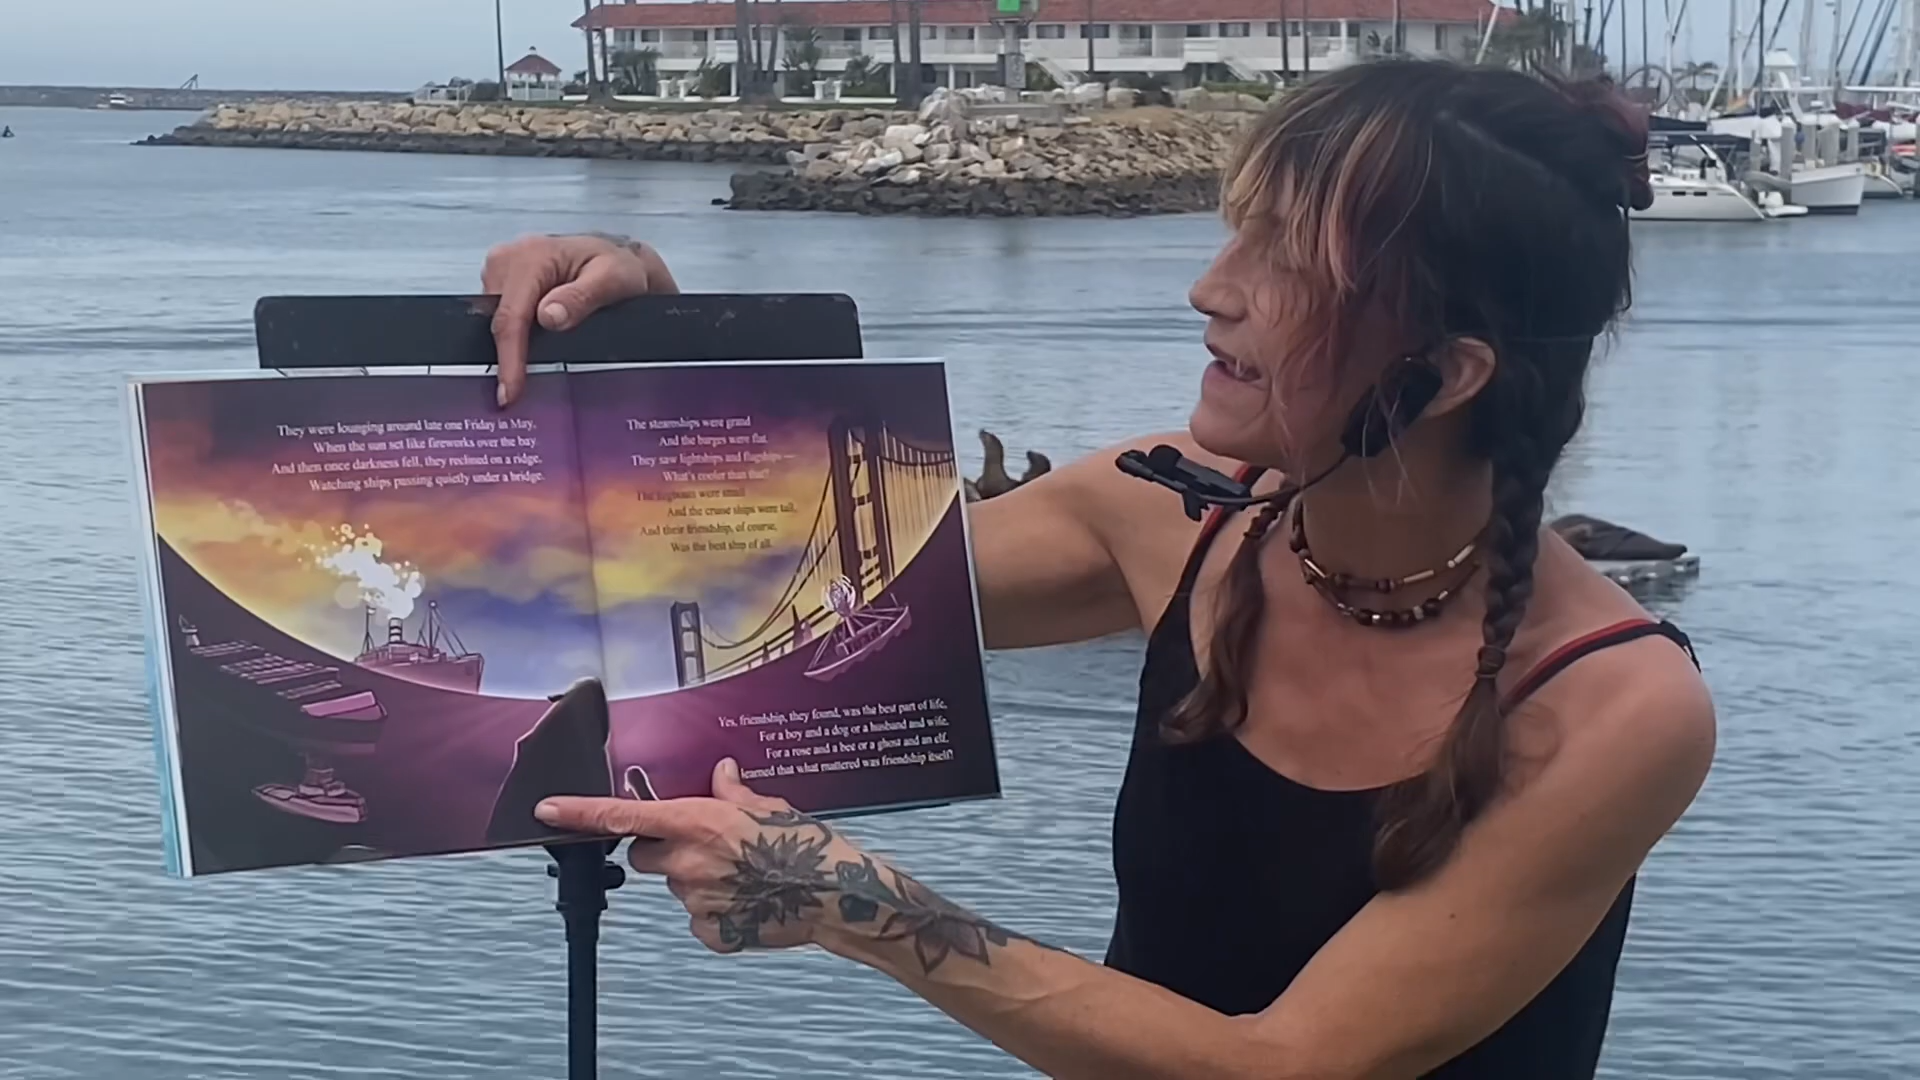 They were lounging around late one Friday in May,
When the sun set like fireworks over the bay.
And then once darkness fell, they reclined on a ridge,
Watching ships passing quietly under a bridge.
The steamships were grand
And the barges were flat.
They saw lightships and flagships —
What's cooler than that?
The tugboats were small
And the cruise ships were tall,
And their friendship, of course,
Was the best ship of all.
Yes, friendship, they found, was the best part of life,
For a boy and a dog or a husband and wife.
For a rose and a bee or a ghost and an elf,
learned that what mattered was friendship itself!